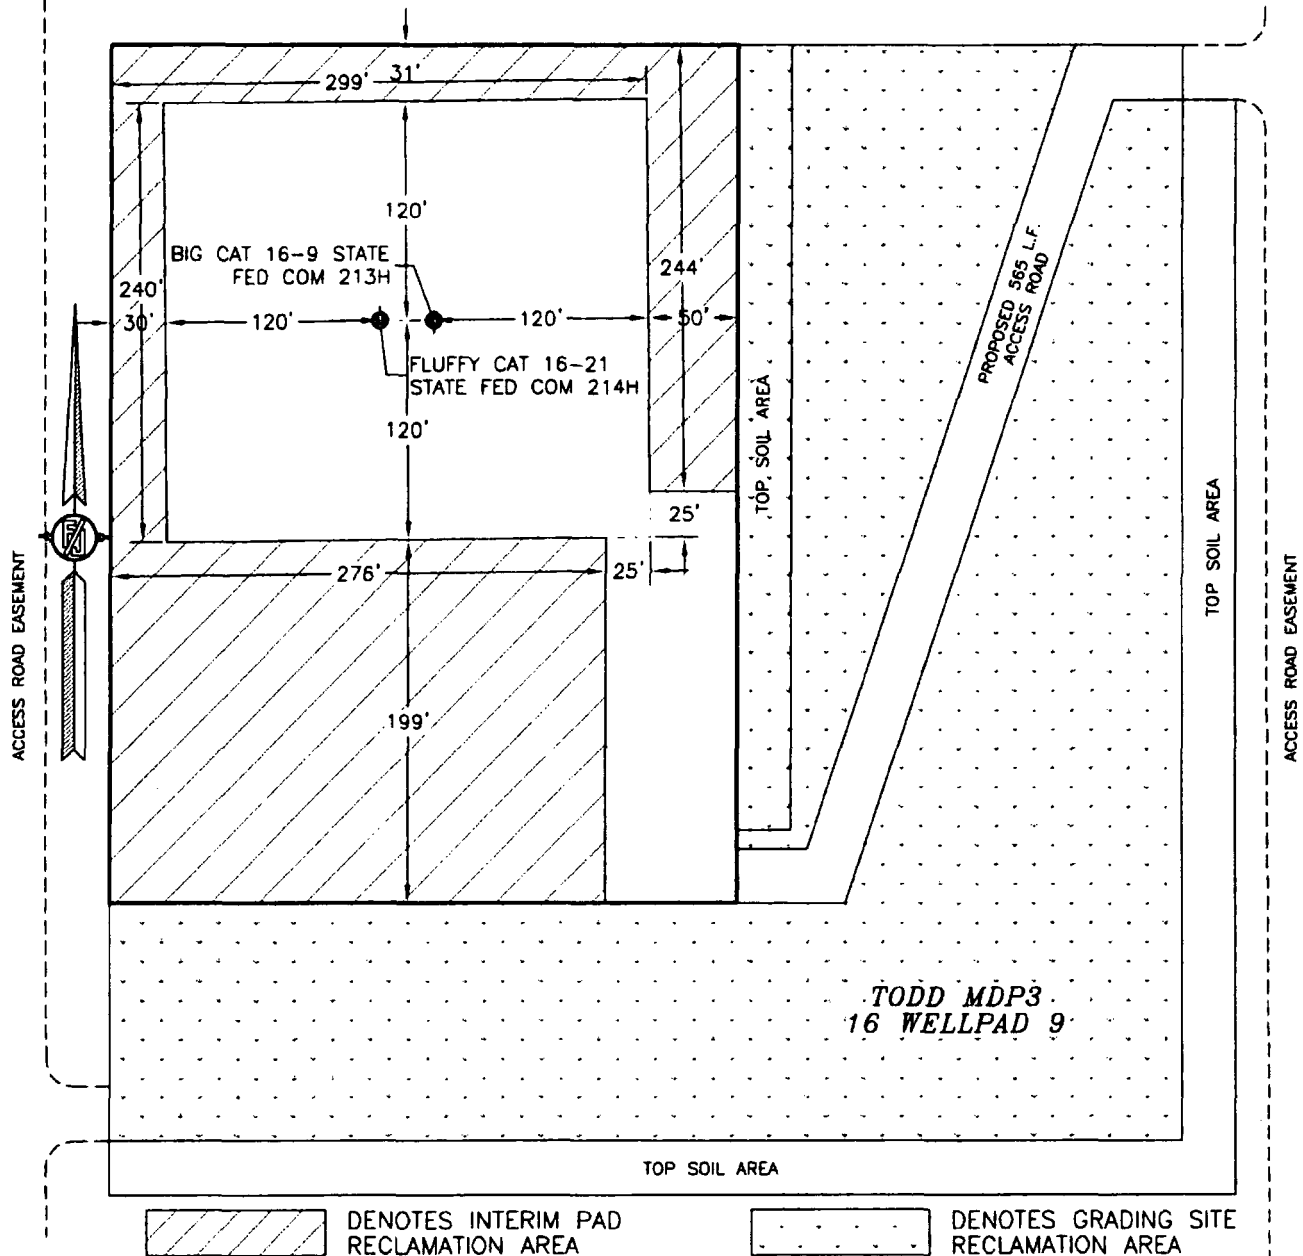 31'
299'
120'
BIG CAT 16-9 STATE
FED COM 213H
240'
244'
30'
120'
120'
50'
FLUFFY CAT 16-21
STATE FED COM 214H
120'
PROPOSED 565 L.F.
ACCESS ROAD
TOP SOIL AREA
25'
276'
25'
TOP SOIL AREA
ACCESS ROAD EASEMENT
ACCESS ROAD EASEMENT
199'
TODD MDP3
16 WELLPAD 9
TOP SOIL AREA
DENOTES INTERIM PAD
RECLAMATION AREA
DENOTES GRADING SITE
RECLAMATION AREA